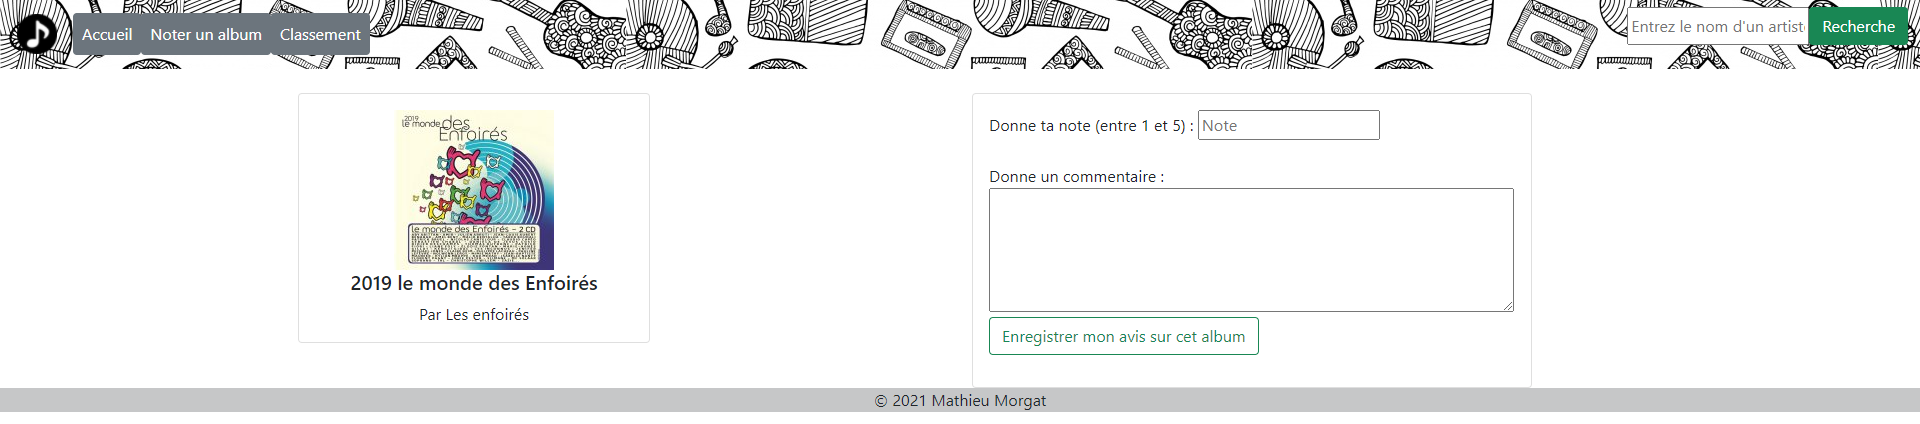 Accueil Noter un album Classement
Entrez le nom d'un artist
Recherche
2019
le monde des
Enfoirés
le monde des Enfoirés - 2 CD
2019 le monde des Enfoirés
Par Les enfoirés
Donne ta note (entre 1 et 5) : Note
Donne un commentaire :
Enregistrer mon avis sur cet album
© 2021 Mathieu Morgat